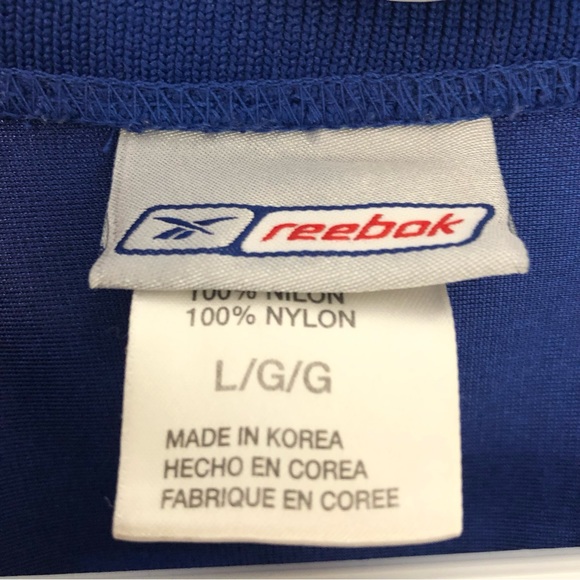 reebok
100% NILON
100% NYLON
L/G/G
MADE IN KOREA
HECHO EN COREA
FABRIQUE EN COREE